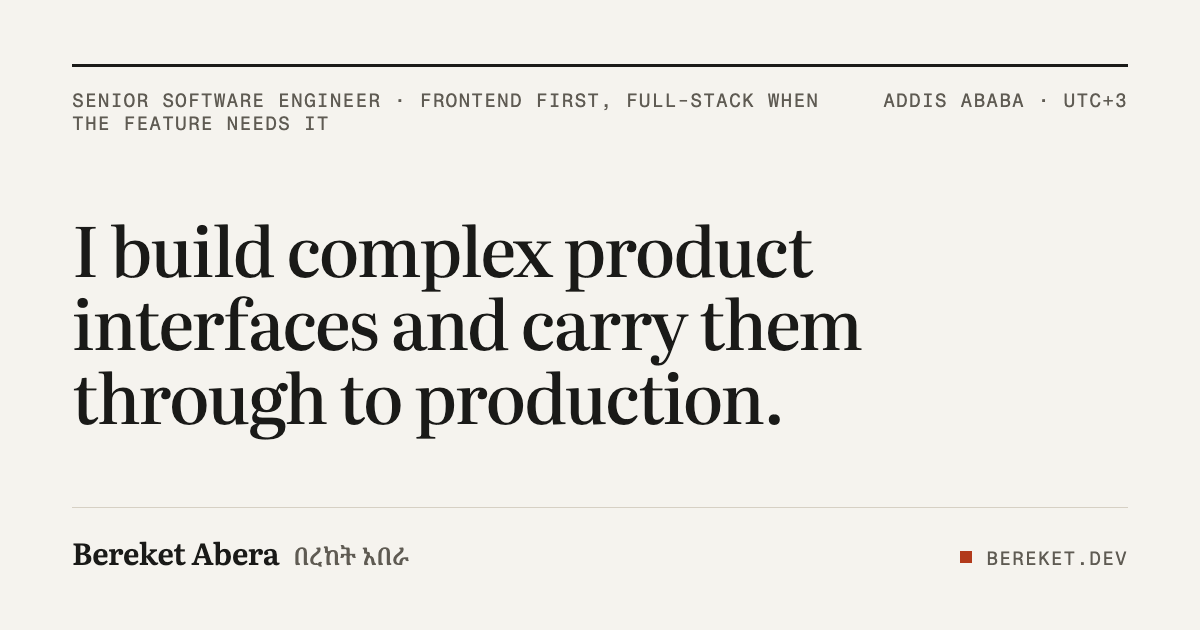 SENIOR SOFTWARE ENGINEER · FRONTEND FIRST, FULL-STACK WHEN
THE FEATURE NEEDS IT
ADDIS ABABA · UTC+3
I build complex product
interfaces and carry them
through to production.
Bereket Abera በረከት አበራ
BEREKET.DEV